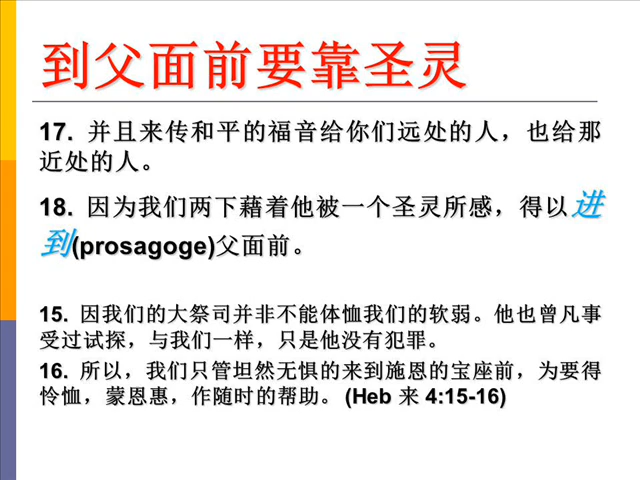 到父面前要靠圣灵
17. 并且来传和平的福音给你们远处的人，也给那
近处的人。
18. 因为我们两下藉着他被一个圣灵所感，得以进
到(prosagoge)父面前。
15. 因我们的大祭司并非不能体恤我们的软弱。他也曾凡事
受过试探，与我们一样，只是他没有犯罪。
16. 所以，我们只管坦然无惧的来到施恩的宝座前，为要得
怜恤，蒙恩惠，作随时的帮助。(Heb 来 4:15-16)